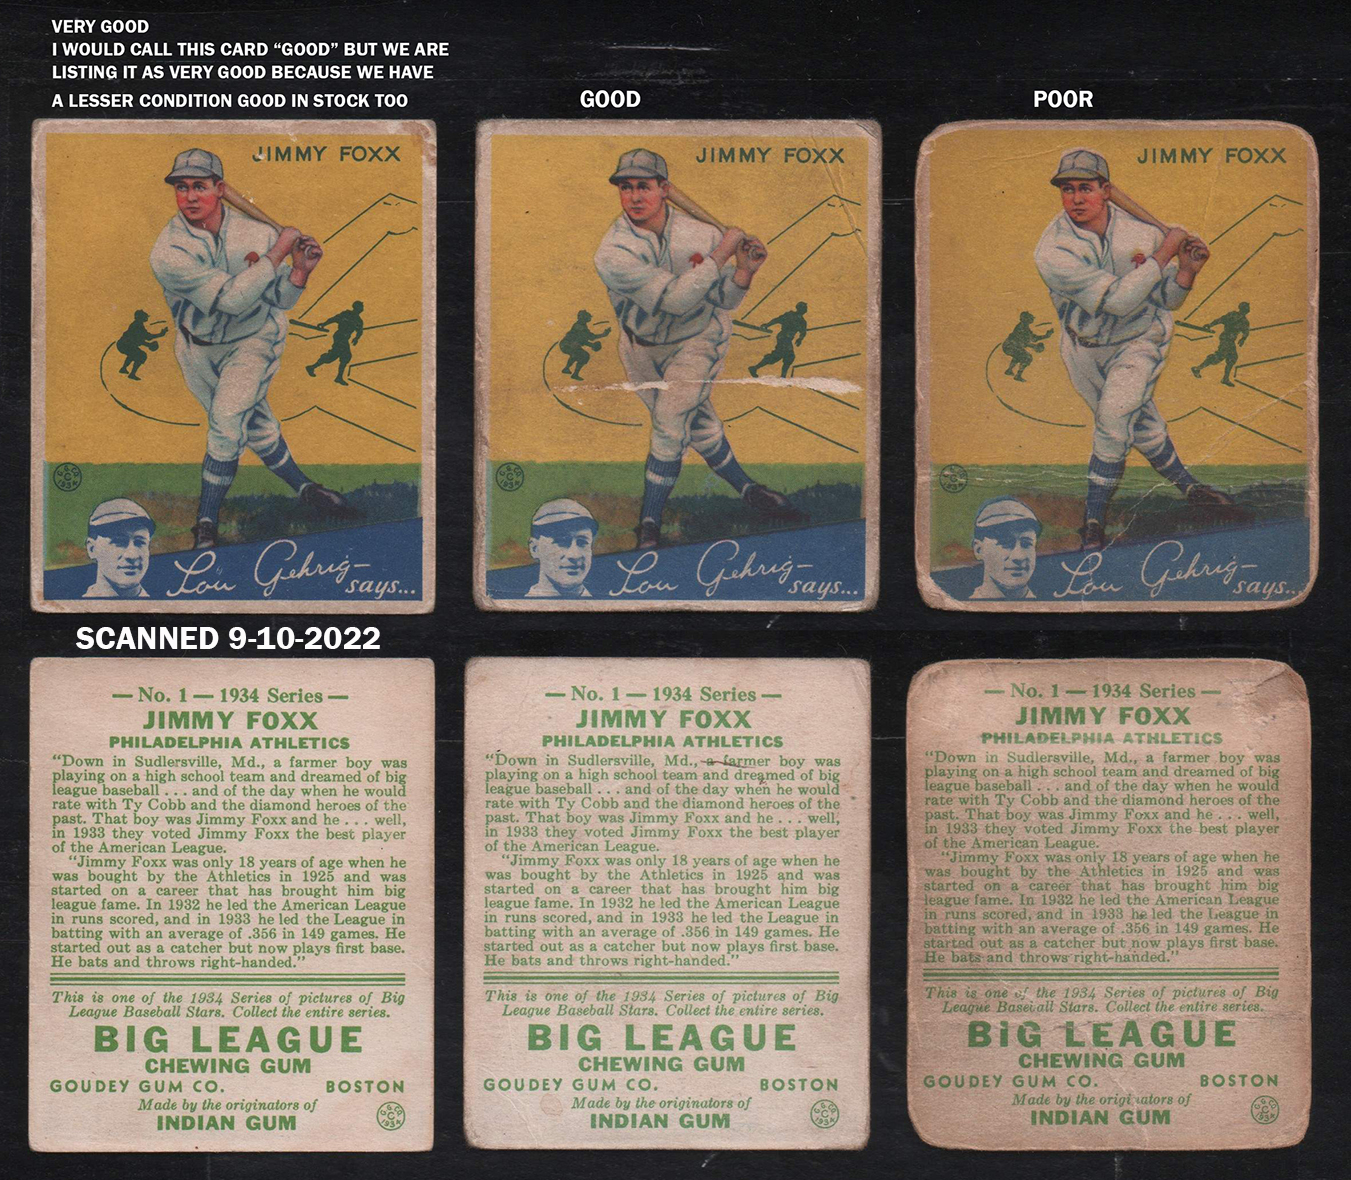 VERY GOOD
I WOULD CALL THIS CARD “GOOD” BUT WE ARE
LISTING IT AS VERY GOOD BECAUSE WE HAVE
A LESSER CONDITION GOOD IN STOCK TOO
GOOD
POOR
JIMMY FOXX
Lou Gehrig–
says...
JIMMY FOXX
Lou Gehrig–
says...
JIMMY FOXX
Lou Gehrig–
says...
SCANNED 9-10-2022
— No. 1 — 1934 Series —
JIMMY FOXX
PHILADELPHIA ATHLETICS
“Down in Sudlersville, Md., a farmer boy was
playing on a high school team and dreamed of big
league baseball . . . and of the day when he would
rate with Ty Cobb and the diamond heroes of the
past. That boy was Jimmy Foxx and he . . . well,
in 1933 they voted Jimmy Foxx the best player
of the American League.
“Jimmy Foxx was only 18 years of age when he
was bought by the Athletics in 1925 and was
started on a career that has brought him big
league fame. In 1932 he led the American League
in runs scored, and in 1933 he led the League in
batting with an average of .356 in 149 games. He
started out as a catcher but now plays first base.
He bats and throws right-handed.”
This is one of the 1934 Series of pictures of Big
League Baseball Stars. Collect the entire series.
BIG LEAGUE
CHEWING GUM
GOUDEY GUM CO. BOSTON
Made by the originators of
INDIAN GUM
— No. 1 — 1934 Series —
JIMMY FOXX
PHILADELPHIA ATHLETICS
“Down in Sudlersville, Md., a farmer boy was
playing on a high school team and dreamed of big
league baseball . . . and of the day when he would
rate with Ty Cobb and the diamond heroes of the
past. That boy was Jimmy Foxx and he . . . well,
in 1933 they voted Jimmy Foxx the best player
of the American League.
“Jimmy Foxx was only 18 years of age when he
was bought by the Athletics in 1925 and was
started on a career that has brought him big
league fame. In 1932 he led the American League
in runs scored, and in 1933 he led the League in
batting with an average of .356 in 149 games. He
started out as a catcher but now plays first base.
He bats and throws right-handed.”
This is one of the 1934 Series of pictures of Big
League Baseball Stars. Collect the entire series.
BIG LEAGUE
CHEWING GUM
GOUDEY GUM CO. BOSTON
Made by the originators of
INDIAN GUM
— No. 1 — 1934 Series —
JIMMY FOXX
PHILADELPHIA ATHLETICS
“Down in Sudlersville, Md., a farmer boy was
playing on a high school team and dreamed of big
league baseball . . . and of the day when he would
rate with Ty Cobb and the diamond heroes of the
past. That boy was Jimmy Foxx and he . . . well,
in 1933 they voted Jimmy Foxx the best player
of the American League.
“Jimmy Foxx was only 18 years of age when he
was bought by the Athletics in 1925 and was
started on a career that has brought him big
league fame. In 1932 he led the American League
in runs scored, and in 1933 he led the League in
batting with an average of .356 in 149 games. He
started out as a catcher but now plays first base.
He bats and throws right-handed.”
This is one of the 1934 Series of pictures of Big
League Baseball Stars. Collect the entire series.
BIG LEAGUE
CHEWING GUM
GOUDEY GUM CO. BOSTON
Made by the originators of
INDIAN GUM